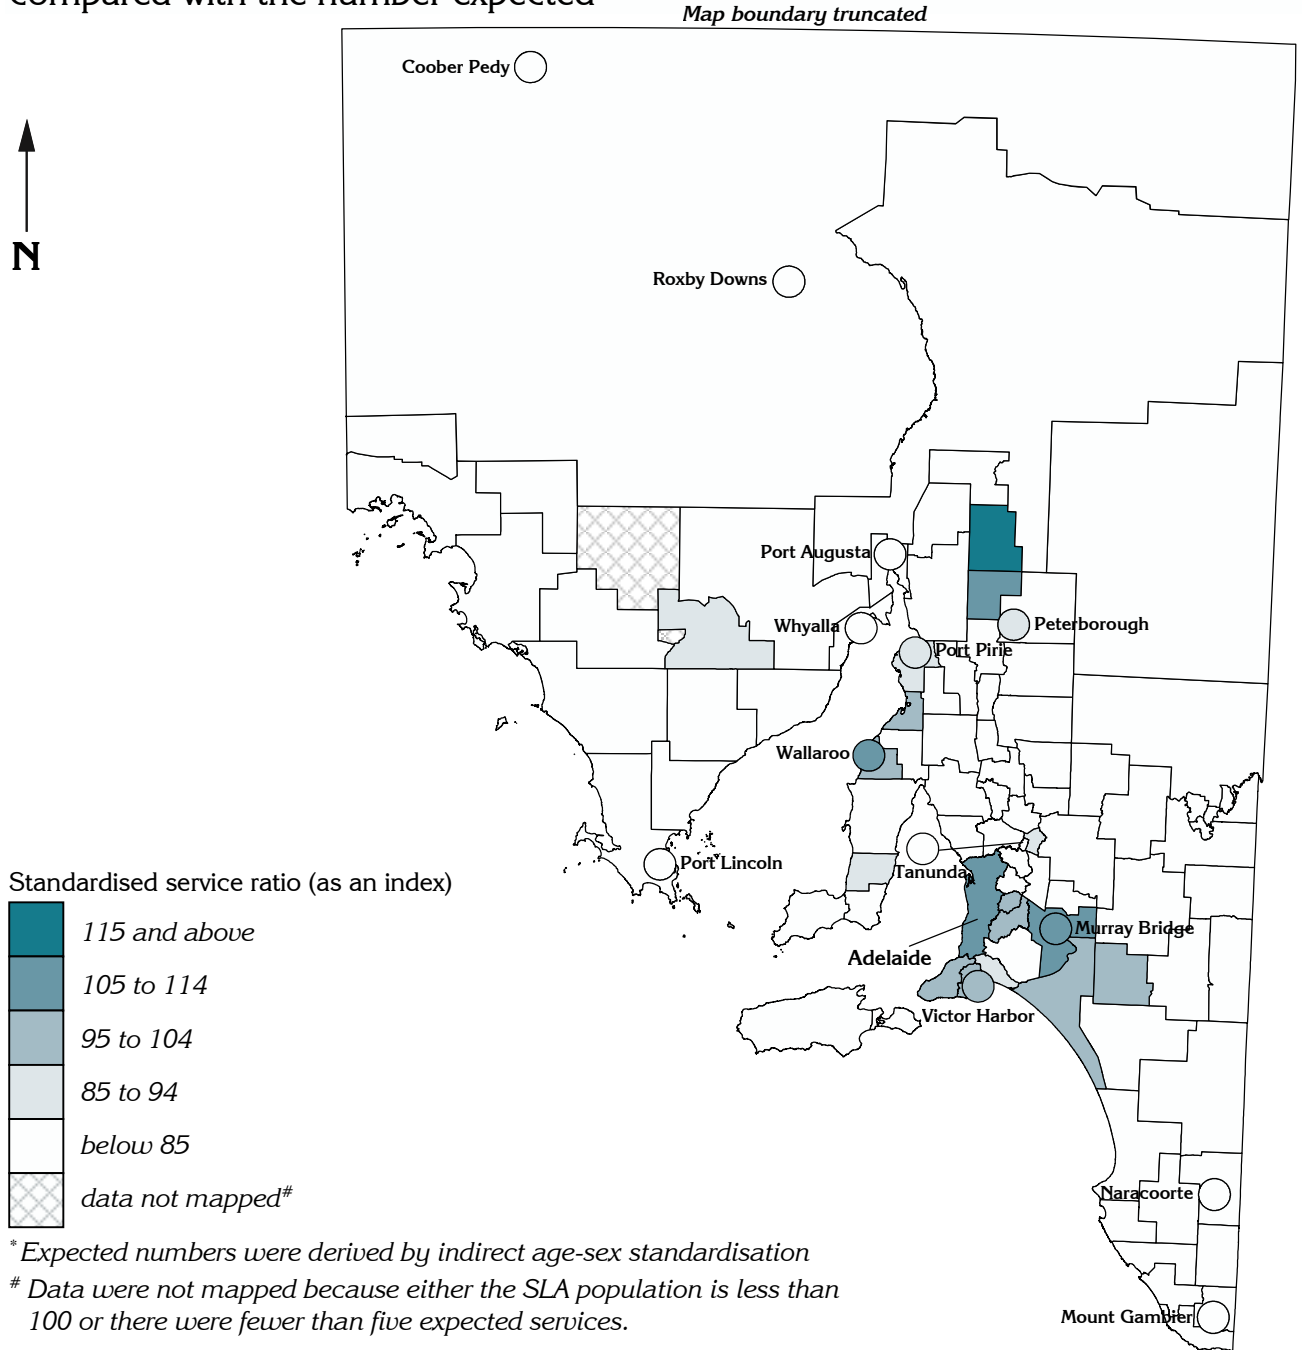 compared with the number expected
Map boundary truncated
Coober Pedy
N
Roxby Downs
Port Augusta
Whyalla
Peterborough
Port Pirie
Wallaroo
Port Lincoln
Tanunda
Murray Bridge
Adelaide
Victor Harbor
Standardised service ratio (as an index)
115 and above
105 to 114
95 to 104
85 to 94
below 85
data not mapped#
Naracoorte
Mount Gambier
* Expected numbers were derived by indirect age-sex standardisation
# Data were not mapped because either the SLA population is less than
100 or there were fewer than five expected services.